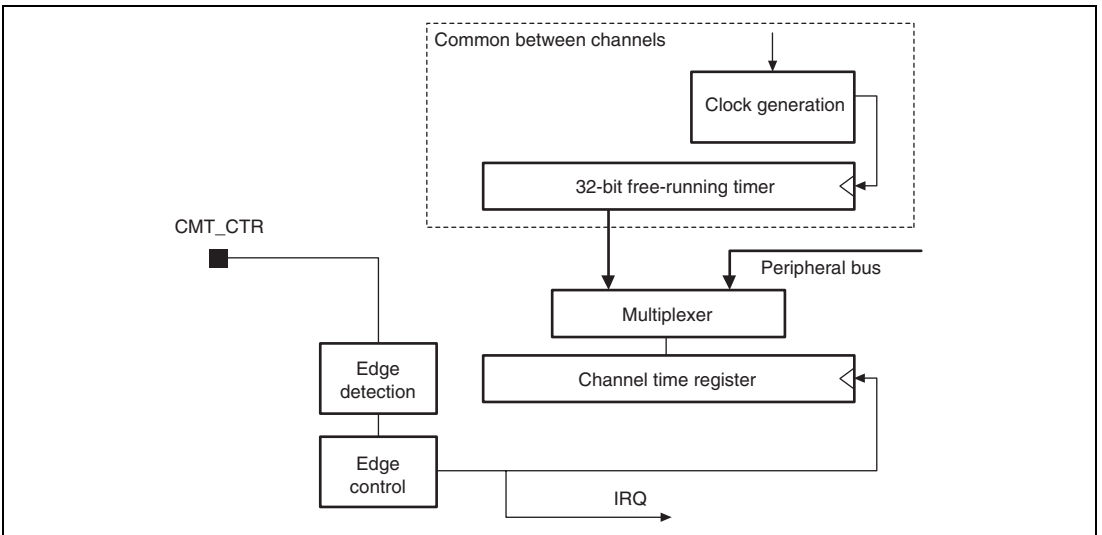 Common between channels
Clock generation
32-bit free-running timer
CMT_CTR
Peripheral bus
Multiplexer
Edge
detection
Channel time register
Edge
control
IRQ